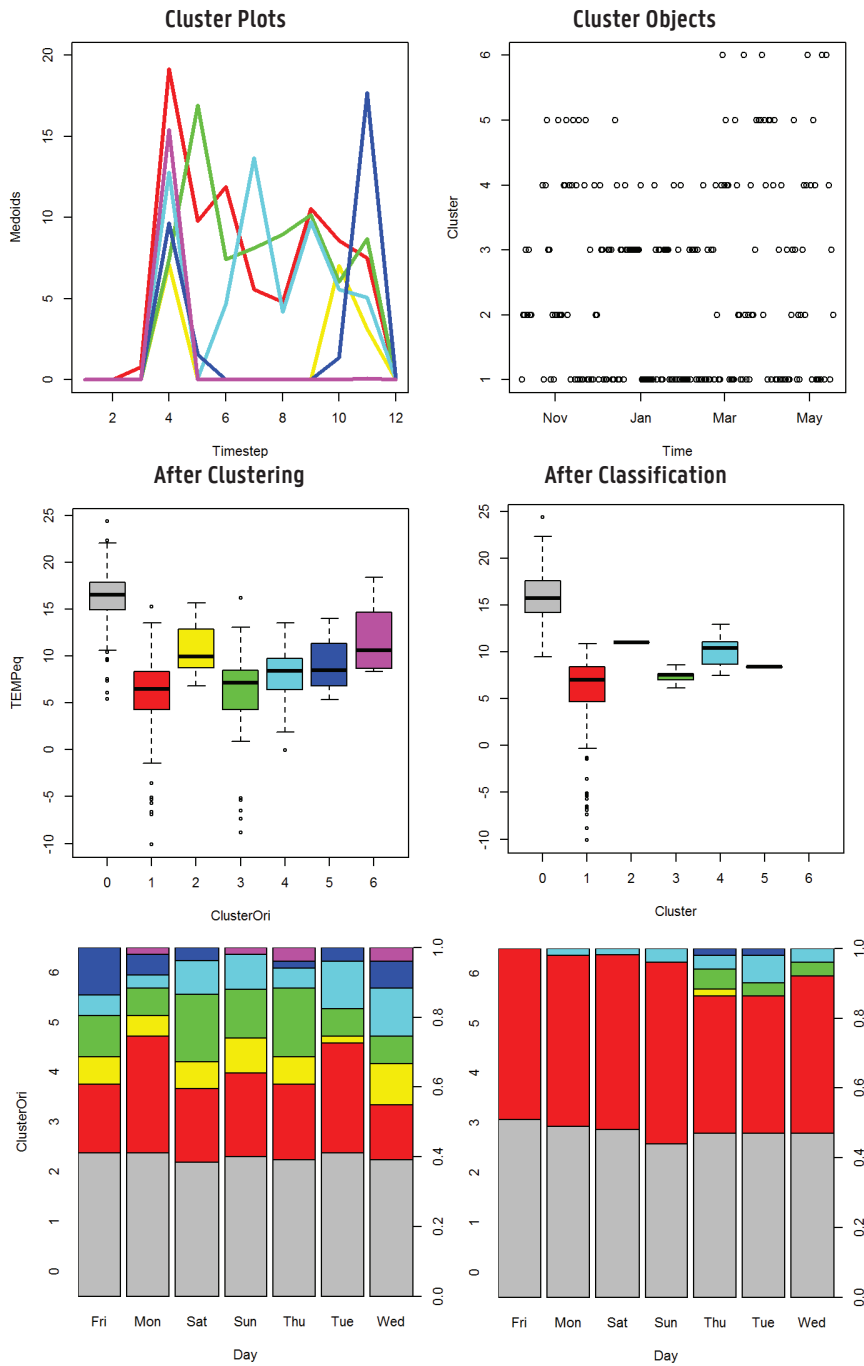 Cluster Plots
Cluster Objects
20
15
10
5
0
Medoids
2
4
6
8
10
12
Timestep
6
5
4
3
2
1
Cluster
Nov
Jan
Mar
May
Time
After Clustering
After Classification
25
20
15
10
5
0
-5
-10
TEMPeq
0
1
2
3
4
5
6
ClusterOri
25
20
15
10
5
0
-5
-10
0
1
2
3
4
5
6
Cluster
6
5
4
3
2
1
0
ClusterOri
1.0
0.8
0.6
0.4
0.2
0.0
Fri
Mon
Sat
Sun
Thu
Tue
Wed
Day
6
5
4
3
2
1
0
1.0
0.8
0.6
0.4
0.2
0.0
Fri
Mon
Sat
Sun
Thu
Tue
Wed
Day